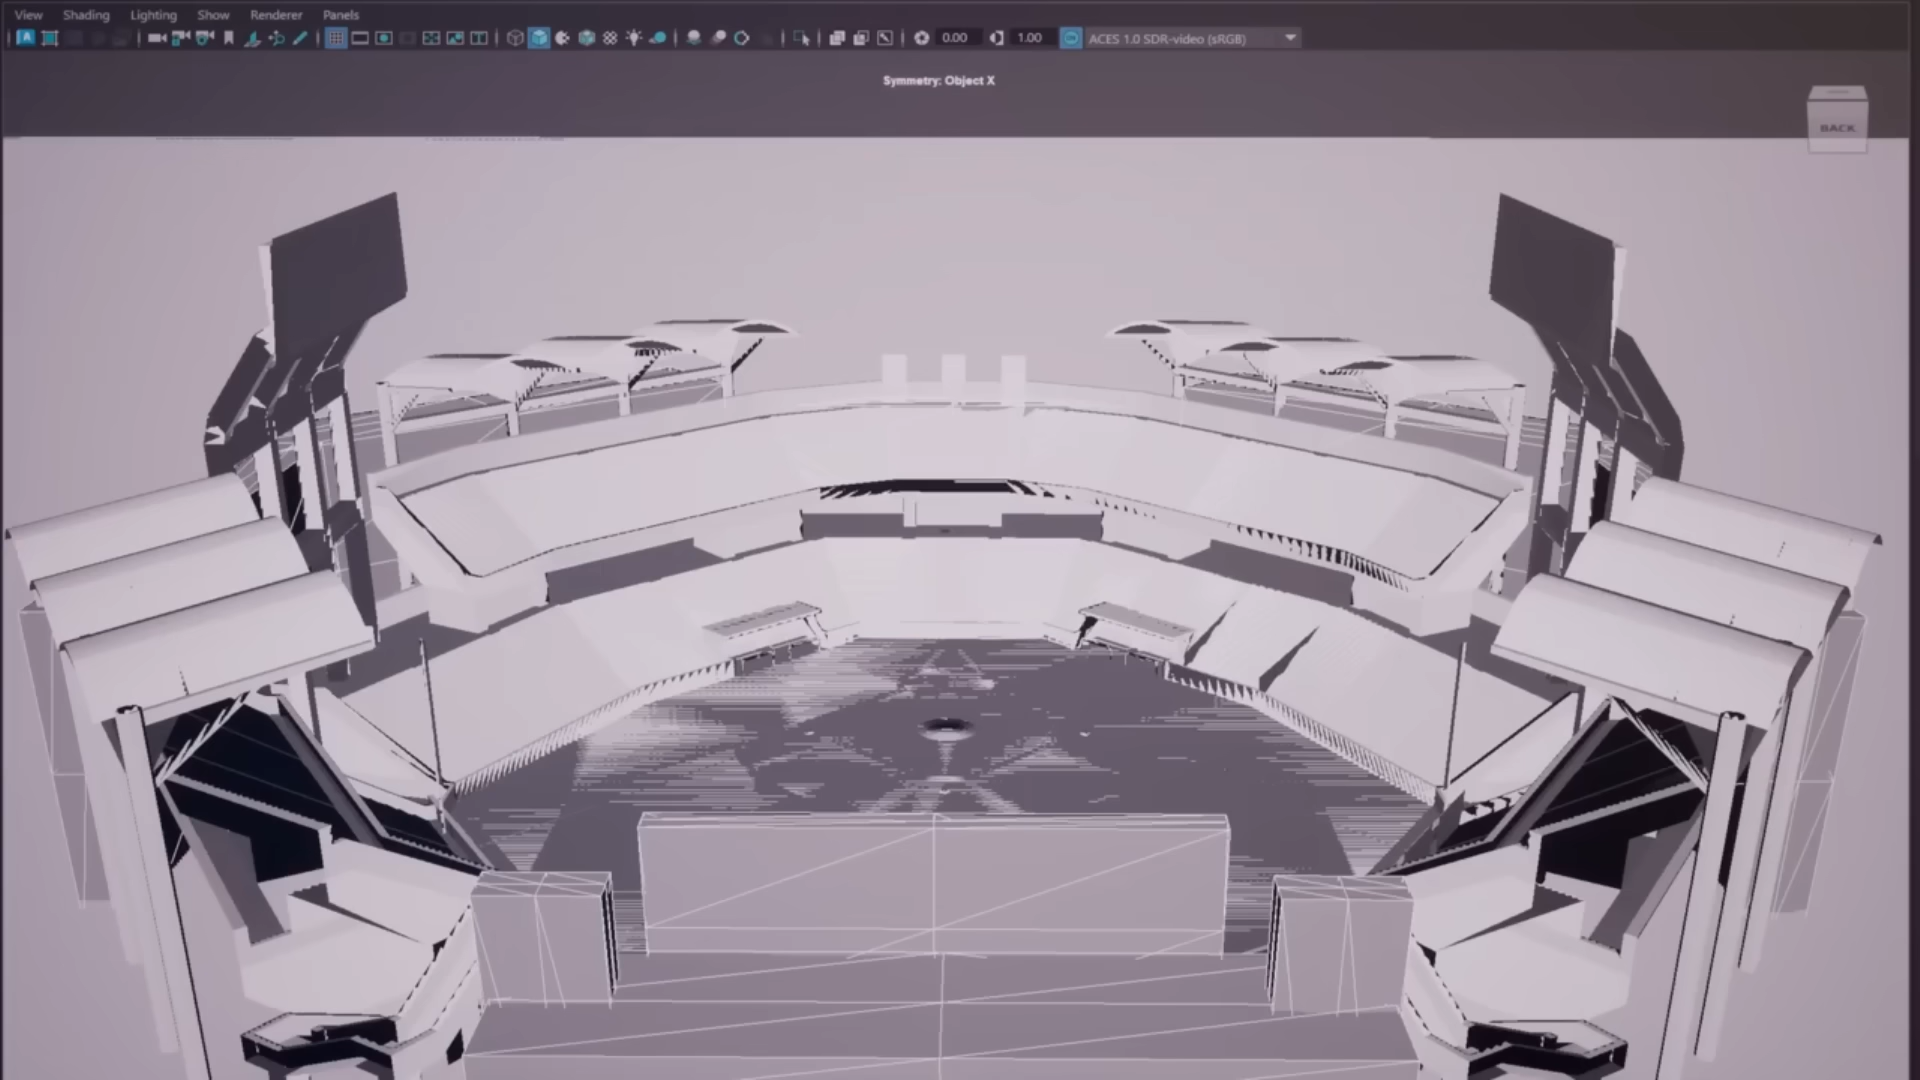 View Shading Lighting Show Renderer Panels
0.00 1.00 ACES 1.0 SDR-video (sRGB)
Symmetry: Object X
BACK